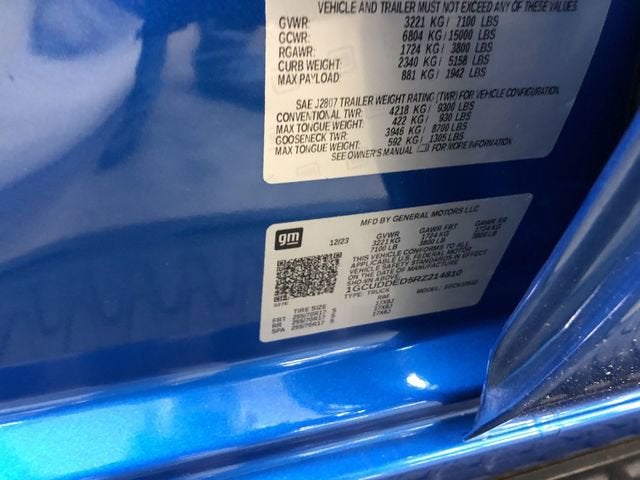 VEHICLE AND TRAILER MUST NOT EXCEED ANY OF THESE VALUES.
GVWR: 3221 KG / 7100 LBS
GCWR: 6804 KG / 15000 LBS
RGAWR: 1724 KG / 3800 LBS
CURB WEIGHT: 2340 KG / 5158 LBS
MAX PAYLOAD: 881 KG / 1942 LBS
SAE J2807 TRAILER WEIGHT RATING (TWR) FOR VEHICLE CONFIGURATION
CONVENTIONAL TWR: 4218 KG / 9300 LBS
MAX TONGUE WEIGHT: 422 KG / 930 LBS
GOOSENECK TWR: 3946 KG / 8700 LBS
MAX TONGUE WEIGHT: 592 KG / 1305 LBS
SEE OWNER'S MANUAL FOR MORE INFORMATION
MFD BY GENERAL MOTORS LLC
gm 12/23 GVWR GAWR FRT GAWR RR
3221 KG 1724 KG 1724 KG
7100 LB 3800 LB 3800 LB
THIS VEHICLE CONFORMS TO ALL
APPLICABLE U.S. FEDERAL MOTOR
VEHICLE SAFETY STANDARDS IN
EFFECT ON THE DATE OF
MANUFACTURE SHOWN ABOVE.
1GCUDDED5RZ214810
TYPE: TRUCK MODEL:
TIRE SIZE RIM
FRT 255/70R17 S 17X8J
RR 255/70R17 S 17X8J
SPA 255/70R17 S 17X8J